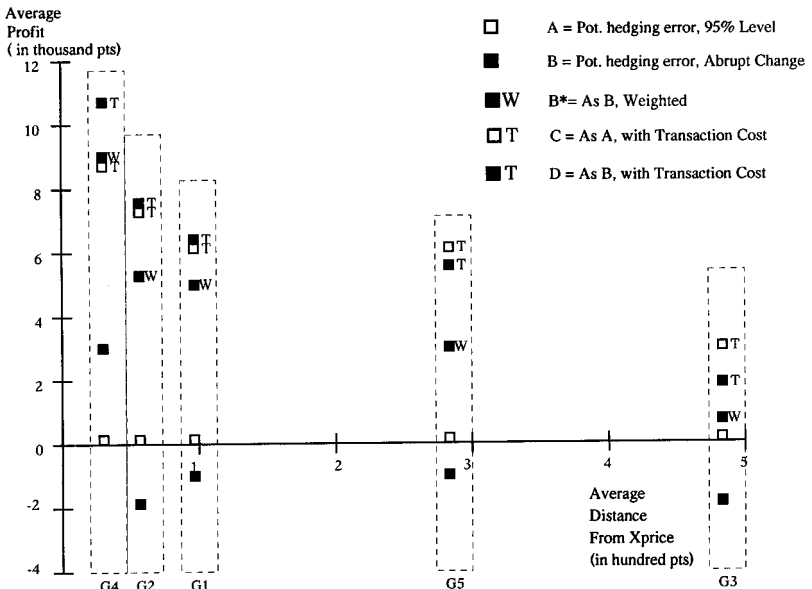 Average
Profit
( in thousand pts)
A = Pot. hedging error, 95% Level
B = Pot. hedging error, Abrupt Change
W B*= As B, Weighted
T C = As A, with Transaction Cost
T D = As B, with Transaction Cost
12
10
8
6
4
2
0
-2
-4
T
W
T
T
T
W
T
T
W
T
T
W
T
T
W
1
2
3
4
5
Average
Distance
From Xprice
(in hundred pts)
G4
G2
G1
G5
G3